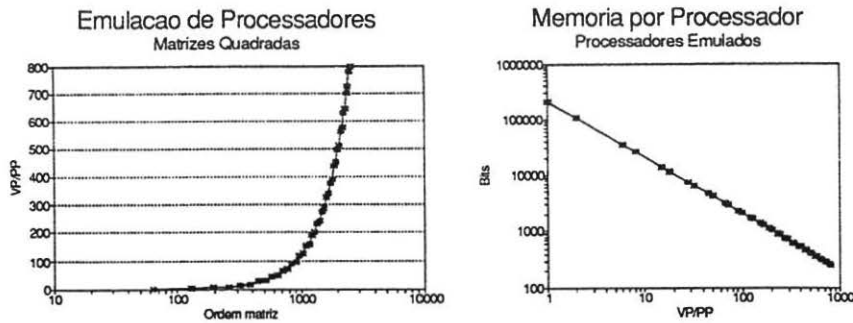 Emulacao de Processadores
Matrizes Quadradas
800
700
600
500
400
300
200
100
0
VP/PP
10
100
1000
10000
Ordem matriz
Memoria por Processador
Processadores Emulados
1000000
100000
10000
1000
100
Bits
1
10
100
1000
VP/PP